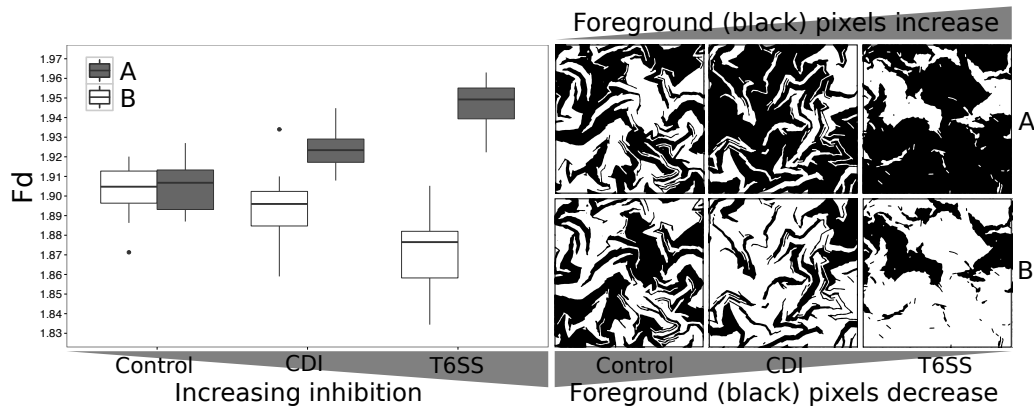 Foreground (black) pixels increase
Fd
1.97
1.96
1.95
1.94
1.93
1.92
1.91
1.90
1.89
1.88
1.87
1.86
1.85
1.84
1.83
A
B
A
B
Control CDI T6SS
Increasing inhibition
Control CDI T6SS
Foreground (black) pixels decrease